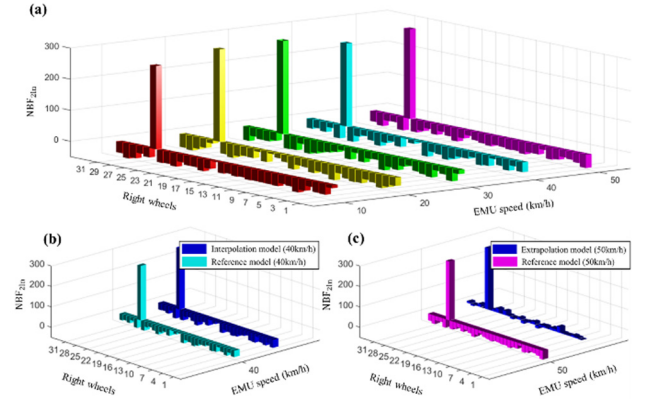 (a)
300
200
100
0
NBF2In
31 29 27 25 23 21 19 17 15 13 11 9 7 5 3 1
Right wheels
10 20 30 40 50
EMU speed (km/h)
(b)
Interpolation model (40km/h)
Reference model (40km/h)
300
200
100
0
NBF2In
31 28 25 22 19 16 13 10 7 4 1
Right wheels
40
EMU speed (km/h)
(c)
Extrapolation model (50km/h)
Reference model (50km/h)
300
200
100
0
NBF2In
31 28 25 22 19 16 13 10 7 4 1
Right wheels
50
EMU speed (km/h)